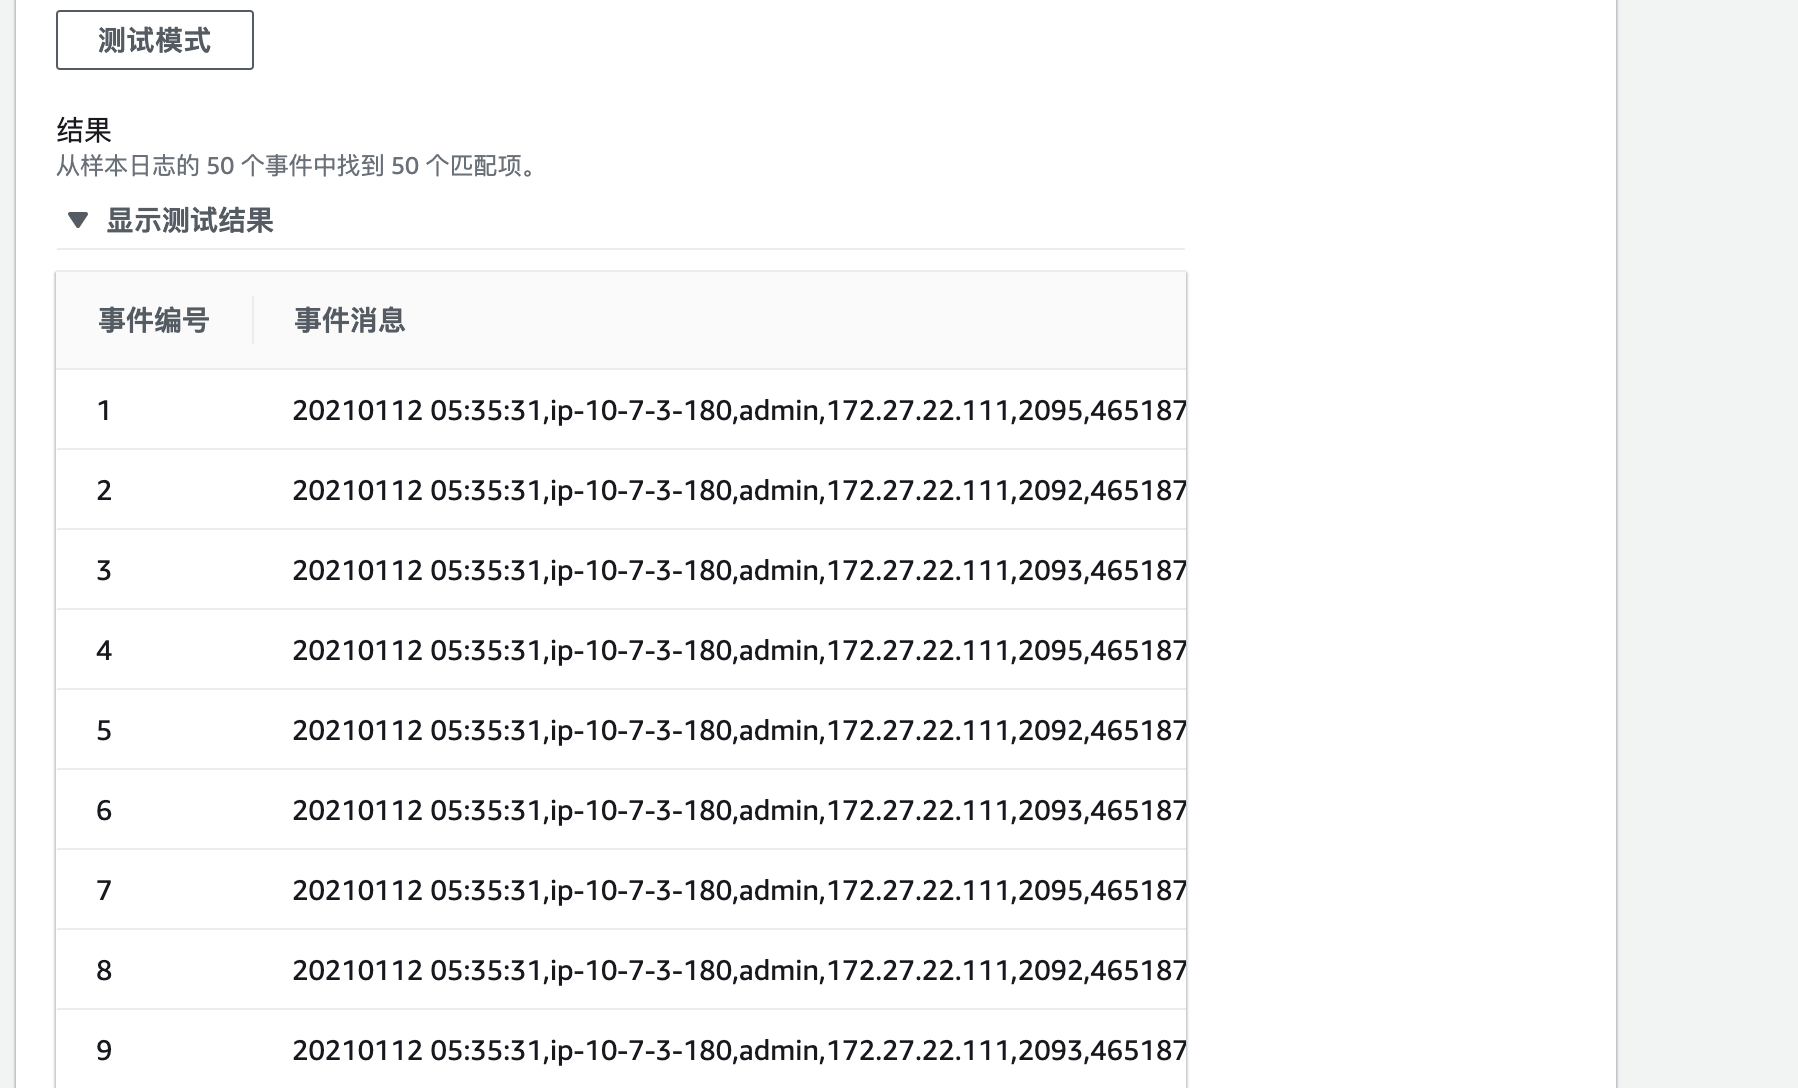 测试模式
结果
从样本日志的 50 个事件中找到 50 个匹配项。
显示测试结果
事件编号 事件消息
1 20210112 05:35:31,ip-10-7-3-180,admin,172.27.22.111,2095,465187
2 20210112 05:35:31,ip-10-7-3-180,admin,172.27.22.111,2092,465187
3 20210112 05:35:31,ip-10-7-3-180,admin,172.27.22.111,2093,465187
4 20210112 05:35:31,ip-10-7-3-180,admin,172.27.22.111,2095,465187
5 20210112 05:35:31,ip-10-7-3-180,admin,172.27.22.111,2092,465187
6 20210112 05:35:31,ip-10-7-3-180,admin,172.27.22.111,2093,465187
7 20210112 05:35:31,ip-10-7-3-180,admin,172.27.22.111,2095,465187
8 20210112 05:35:31,ip-10-7-3-180,admin,172.27.22.111,2092,465187
9 20210112 05:35:31,ip-10-7-3-180,admin,172.27.22.111,2093,465187